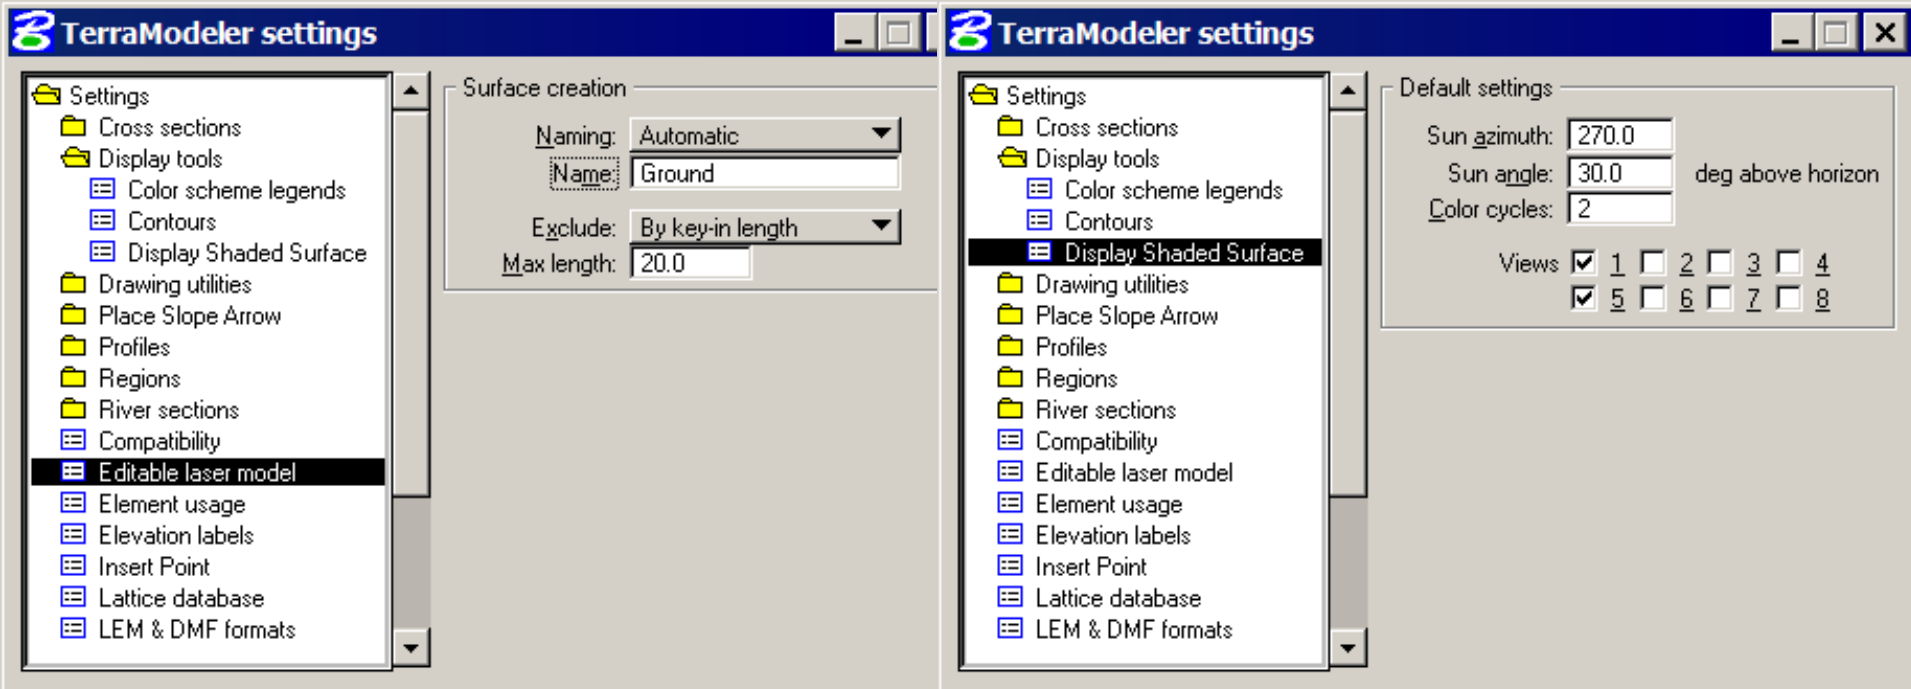 TerraModeler settings
Settings
Cross sections
Display tools
Color scheme legends
Contours
Display Shaded Surface
Drawing utilities
Place Slope Arrow
Profiles
Regions
River sections
Compatibility
Editable laser model
Element usage
Elevation labels
Insert Point
Lattice database
LEM & DMF formats
Surface creation
Naming: Automatic
Name: Ground
Exclude: By key-in length
Max length: 20.0
TerraModeler settings
Settings
Cross sections
Display tools
Color scheme legends
Contours
Display Shaded Surface
Drawing utilities
Place Slope Arrow
Profiles
Regions
River sections
Compatibility
Editable laser model
Element usage
Elevation labels
Insert Point
Lattice database
LEM & DMF formats
Default settings
Sun azimuth: 270.0
Sun angle: 30.0 deg above horizon
Color cycles: 2
Views 1 2 3 4
5 6 7 8